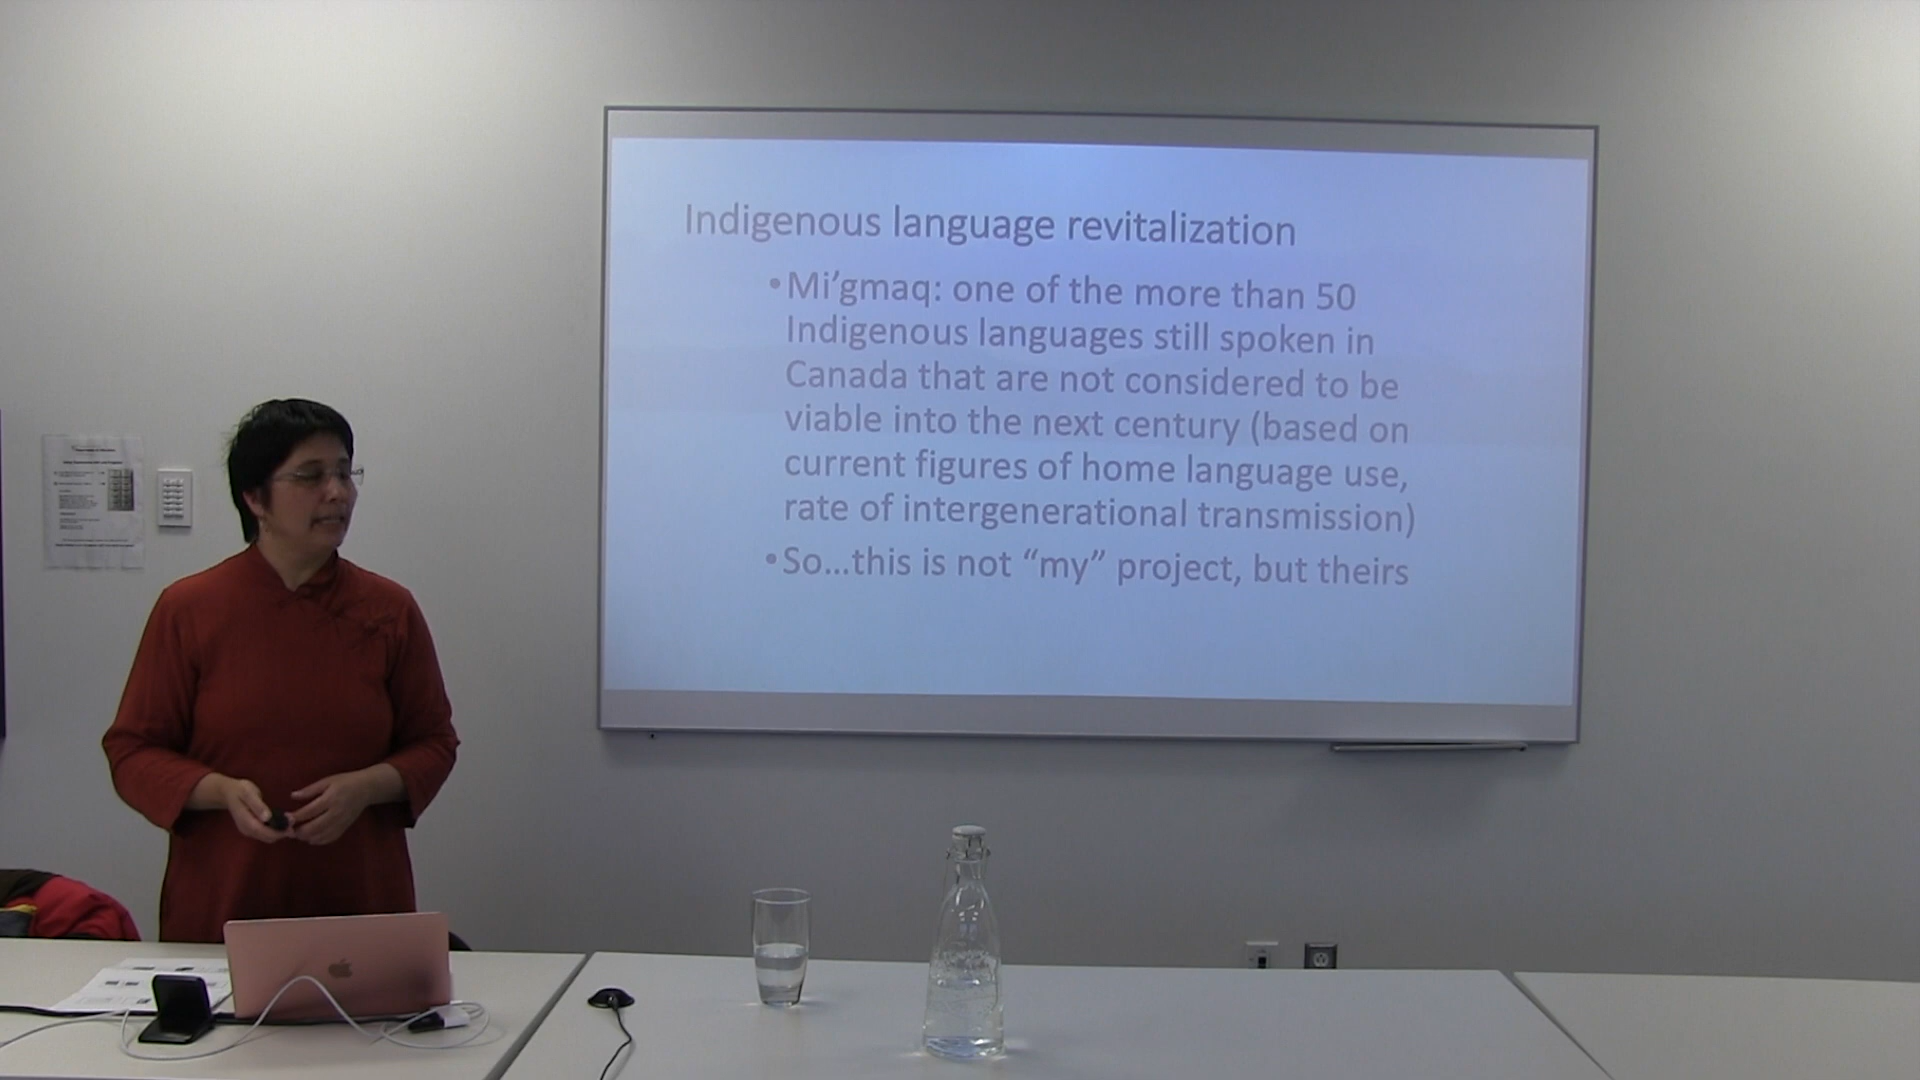 Indigenous language revitalization
•Mi’gmaq: one of the more than 50
Indigenous languages still spoken in
Canada that are not considered to be
viable into the next century (based on
current figures of home language use,
rate of intergenerational transmission)
•So...this is not “my” project, but theirs